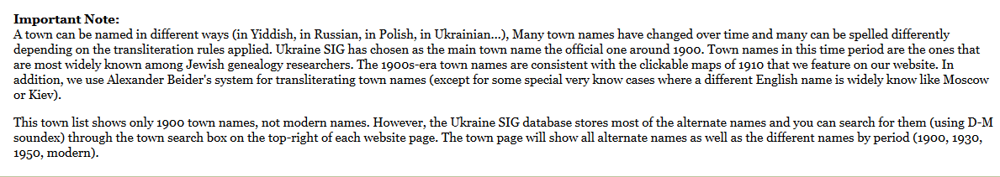 Important Note:
A town can be named in different ways (in Yiddish, in Russian, in Polish, in Ukrainian...), Many town names have changed over time and many can be spelled differently
depending on the transliteration rules applied. Ukraine SIG has chosen as the main town name the official one around 1900. Town names in this time period are the ones that
are most widely known among Jewish genealogy researchers. The 1900s-era town names are consistent with the clickable maps of 1910 that we feature on our website. In
addition, we use Alexander Beider's system for transliterating town names (except for some special very know cases where a different English name is widely know like Moscow
or Kiev).
This town list shows only 1900 town names, not modern names. However, the Ukraine SIG database stores most of the alternate names and you can search for them (using D-M
soundex) through the town search box on the top-right of each website page. The town page will show all alternate names as well as the different names by period (1900, 1930,
1950, modern).